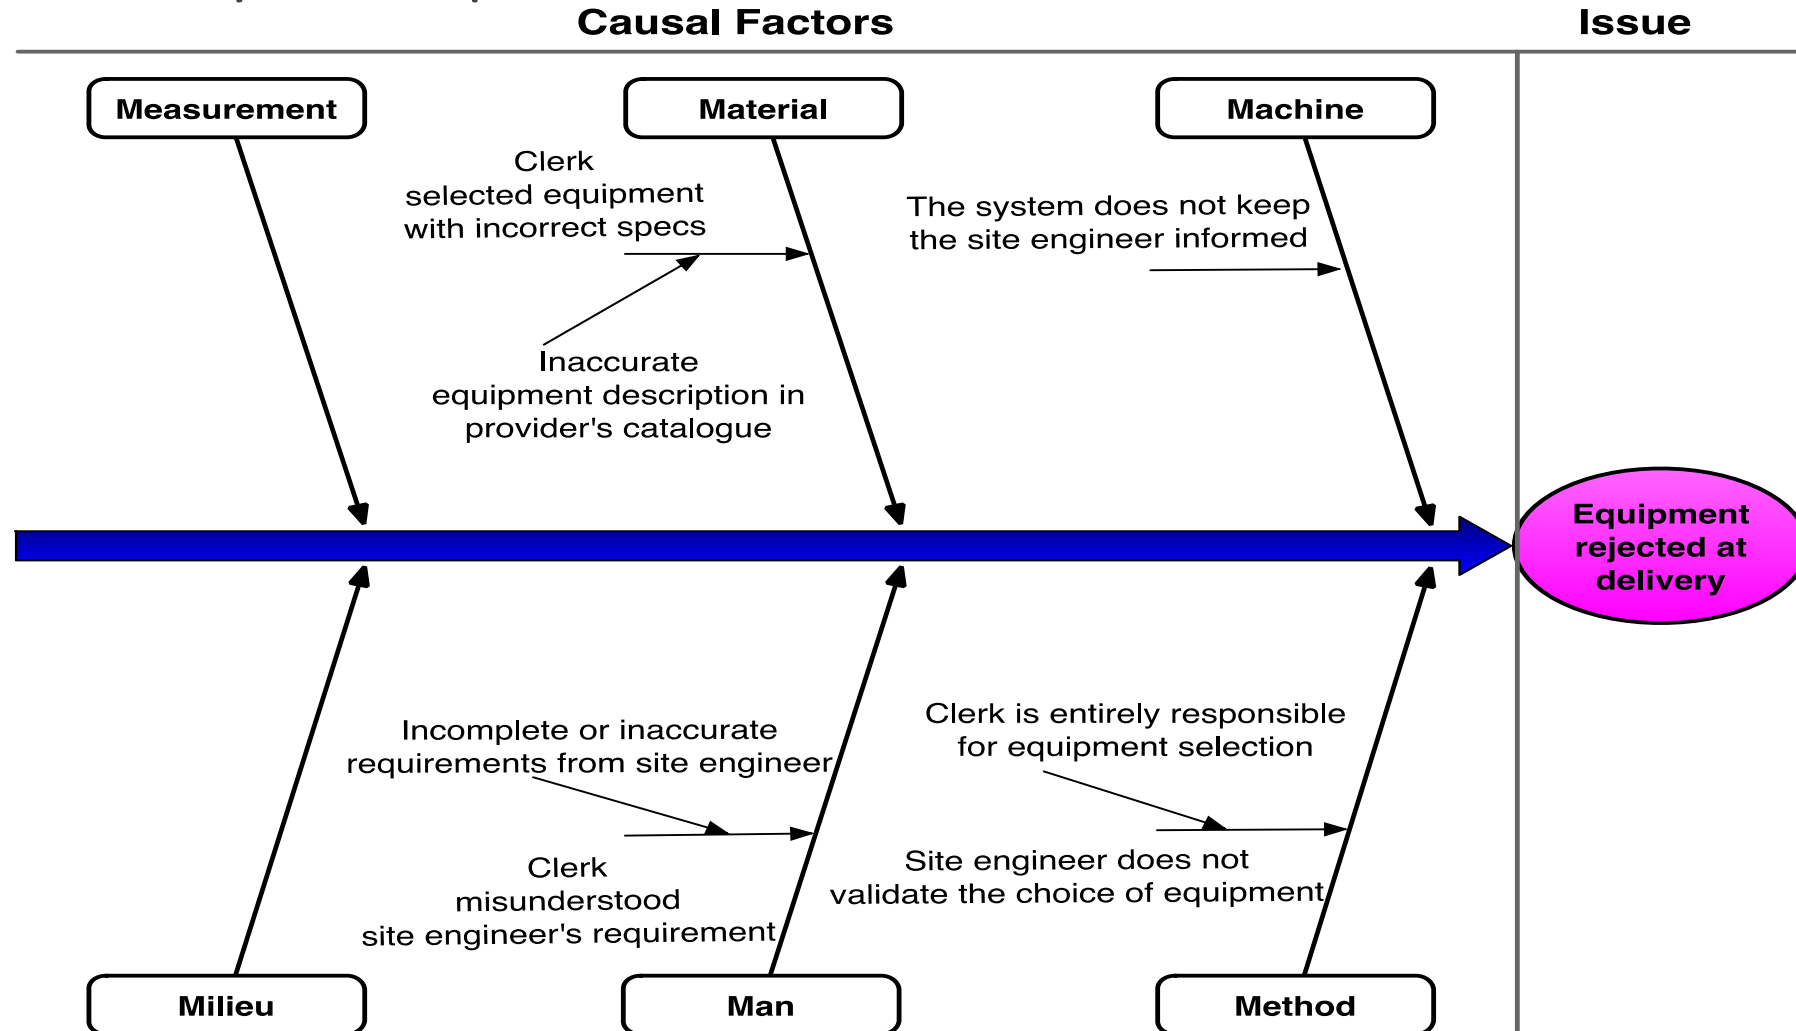 Causal Factors
Issue
Measurement
Material
Machine
Clerk
selected equipment
with incorrect specs
The system does not keep
the site engineer informed
Inaccurate
equipment description in
provider's catalogue
Equipment
rejected at
delivery
Incomplete or inaccurate
requirements from site engineer
Clerk is entirely responsible
for equipment selection
Clerk
misunderstood
site engineer's requirement
Site engineer does not
validate the choice of equipment
Milieu
Man
Method